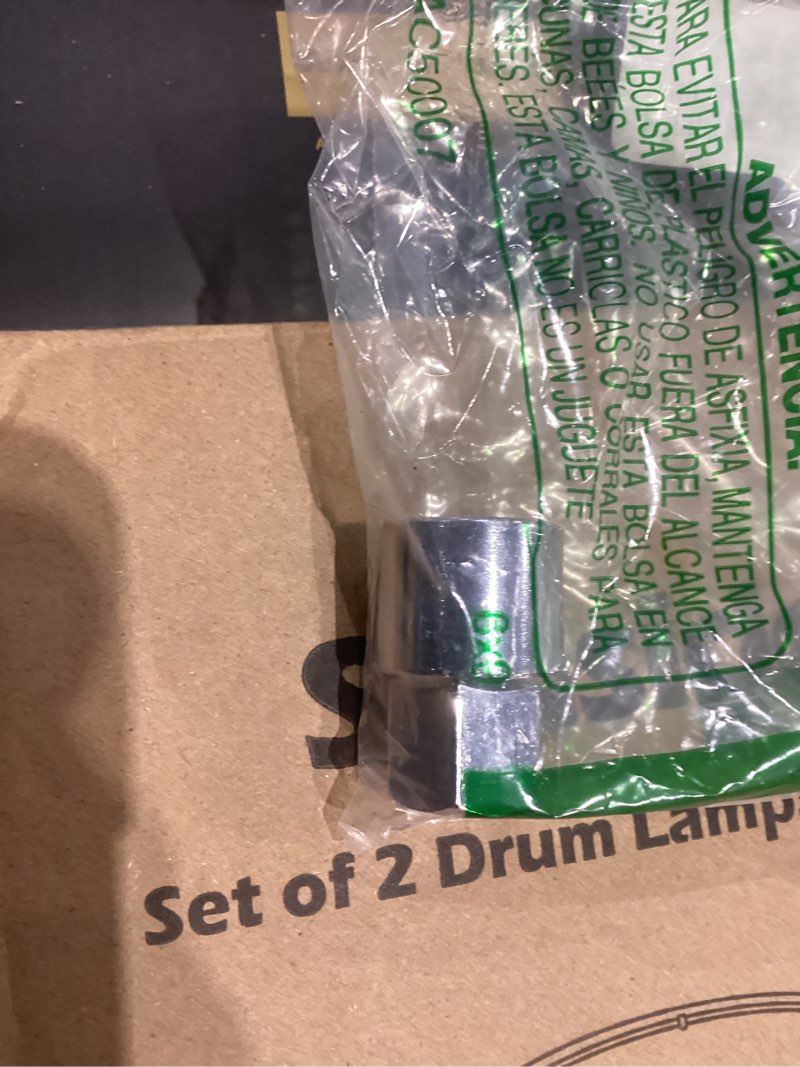 ADVERTENCIA:
PARA EVITAR EL PELIGRO DE ASFIXIA, MANTENGA
ESTA BOLSA DE PLÁSTICO FUERA DEL ALCANCE
DE BEBÉS Y NIÑOS. NO USAR ESTA BOLSA EN
CUNAS, CAMAS, CARRIOLAS O CORRALES PARA
BEBÉS. ESTA BOLSA NO ES UN JUGUETE
C50007
S
Set of 2 Drum Lamp